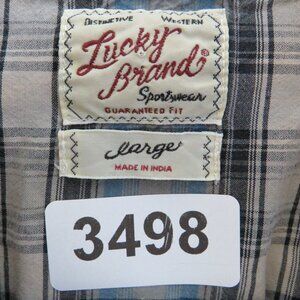 DISTINCTIVE WESTERN
Lucky
Brand®
Sportswear
GUARANTEED FIT
large
MADE IN INDIA
3498